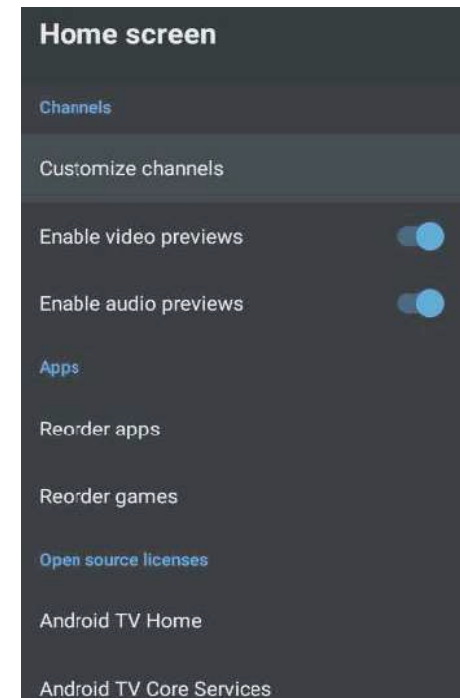 Home screen
Channels
Customize channels
Enable video previews
Enable audio previews
Apps
Reorder apps
Reorder games
Open source licenses
Android TV Home
Android TV Core Services